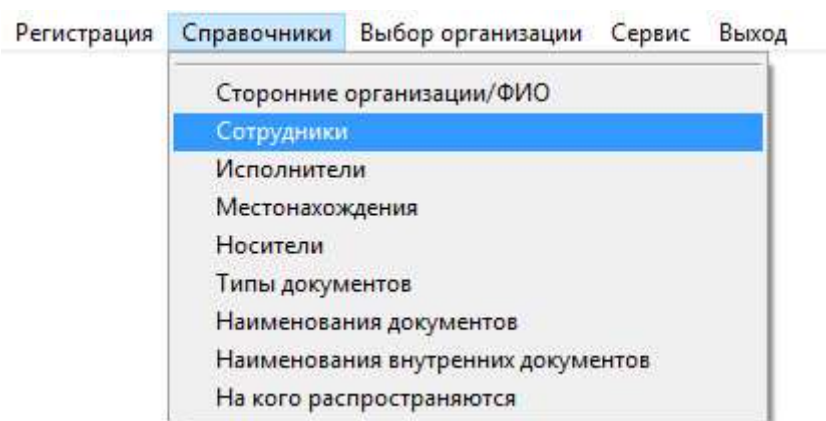 Регистрация Справочники Выбор организации Сервис Выход
Сторонние организации/ФИО
Сотрудники
Исполнители
Местонахождения
Носители
Типы документов
Наименования документов
Наименования внутренних документов
На кого распространяются